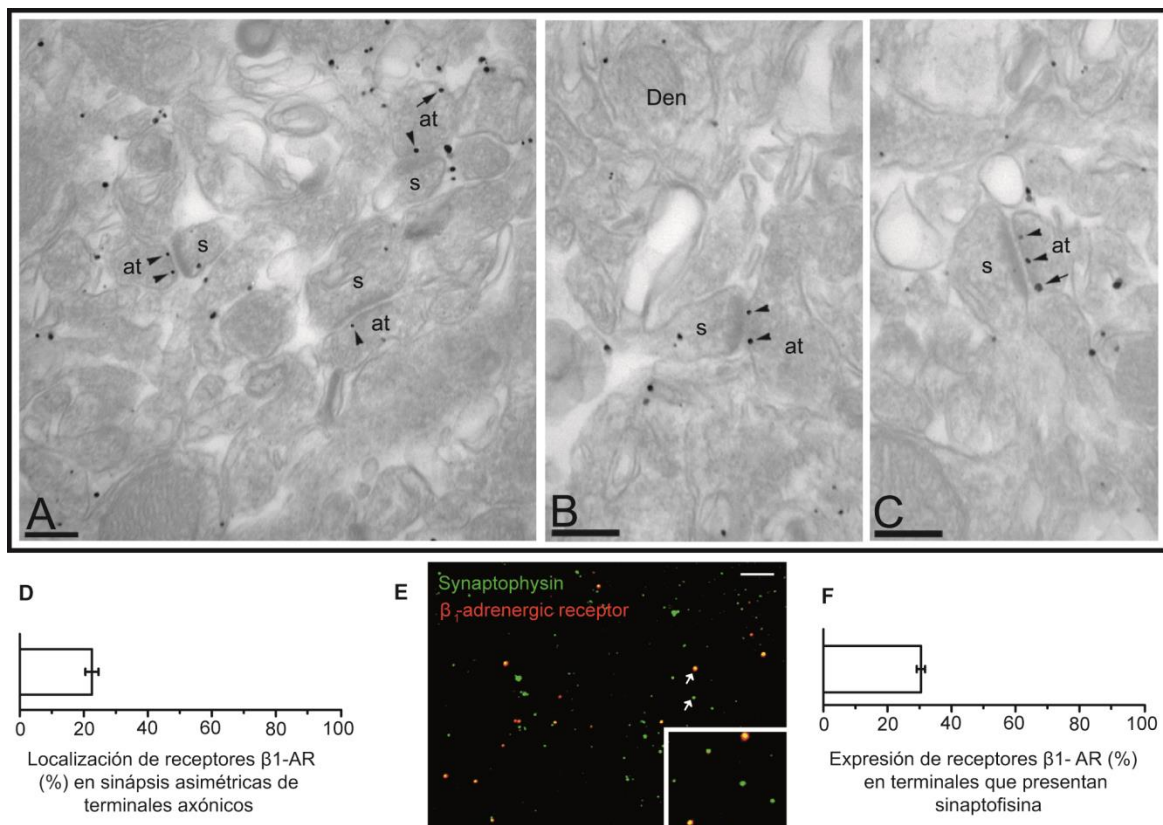 at
s
at
s
s
at
A
Den
s
at
B
at
s
C
D
0 20 40 60 80 100
Localización de receptores β1-AR
(%) en sinápsis asimétricas de
terminales axónicos
E
Synaptophysin
β1-adrenergic receptor
F
0 20 40 60 80 100
Expresión de receptores β1- AR (%)
en terminales que presentan
sinaptofisina